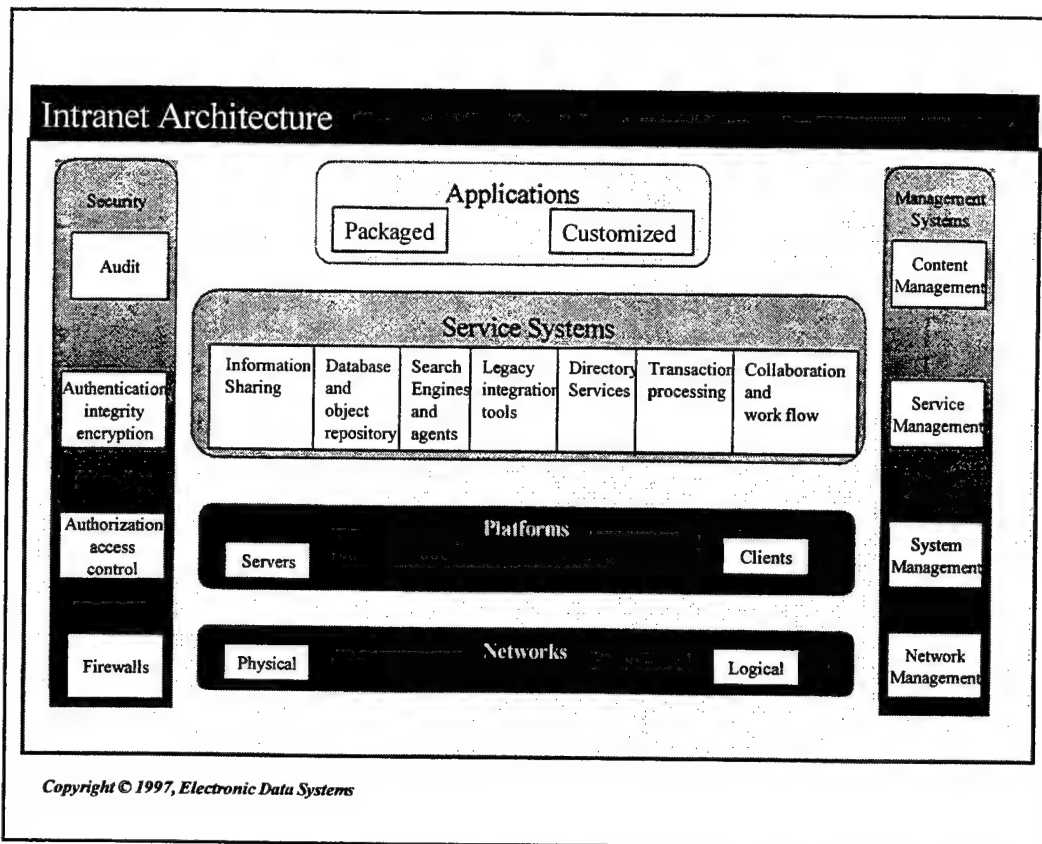 Intranet Architecture
Security
Audit
Authentication
integrity
encryption
Authorization
access
control
Firewalls
Applications
Packaged
Customized
Service Systems
Information
Sharing
Database
and
object
repository
Search
Engines
and
agents
Legacy
integration
tools
Directory
Services
Transaction
processing
Collaboration
and
work flow
Platforms
Servers
Clients
Networks
Physical
Logical
Management
Systems
Content
Management
Service
Management
System
Management
Network
Management
Copyright © 1997, Electronic Data Systems